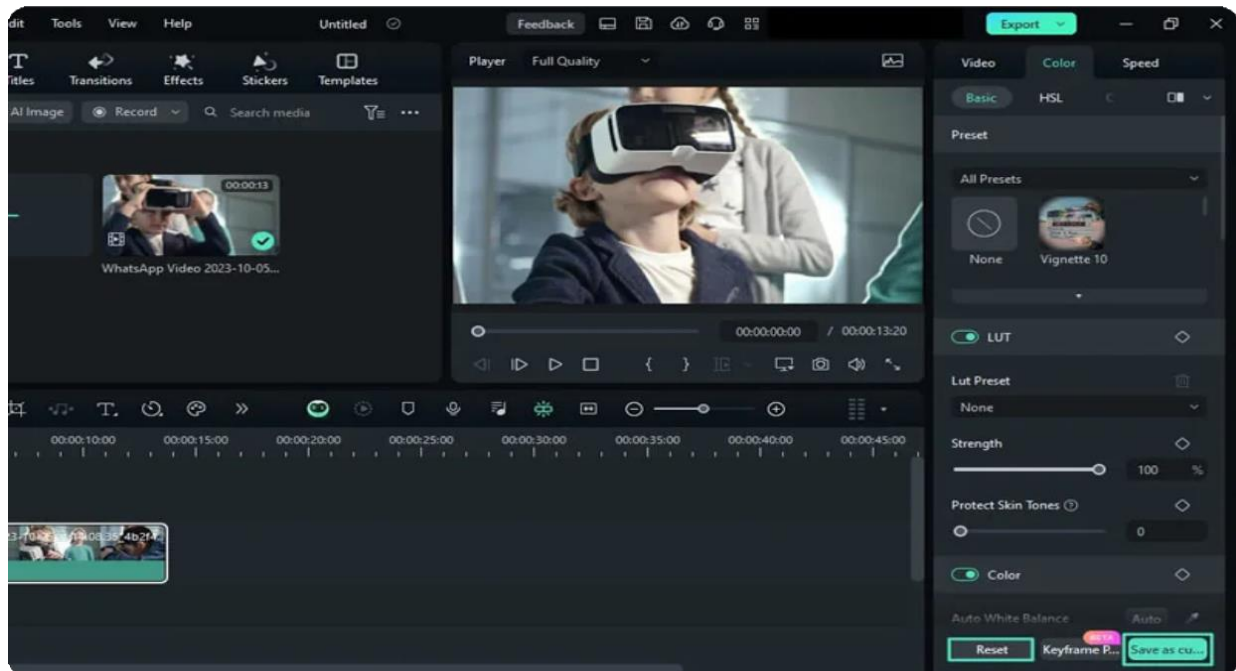 dit Tools View Help Untitled Feedback Export
Titles Transitions Effects Stickers Templates
AI Image Record Search media
00:00:13
WhatsApp Video 2023-10-05...
Player Full Quality
00:00:00:00 / 00:00:13:20
Video Color Speed
Basic HSL C
Preset
All Presets
None Vignette 10
LUT
Lut Preset
None
Strength
100 %
Protect Skin Tones
0
Color
Auto White Balance Auto
BETA
Reset Keyframe P... Save as cu...
00:00:10:00 00:00:15:00 00:00:20:00 00:00:25:00 00:00:30:00 00:00:35:00 00:00:40:00 00:00:45:00